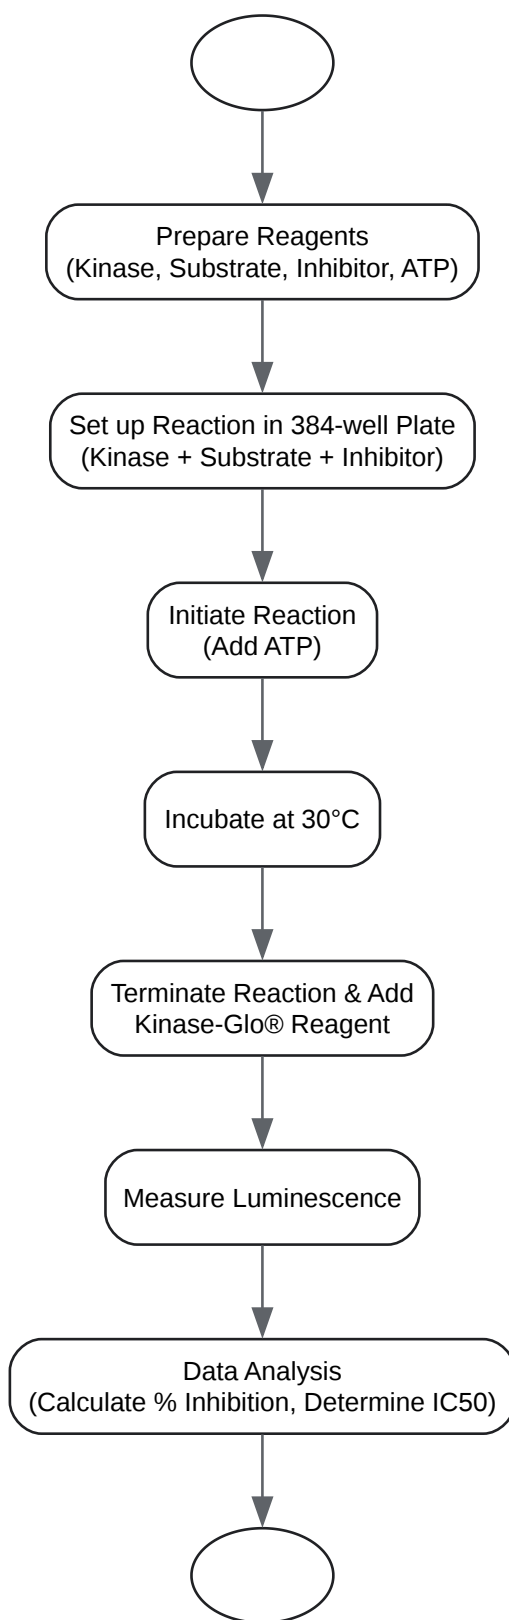 Prepare Reagents
(Kinase, Substrate, Inhibitor, ATP)
Set up Reaction in 384-well Plate
(Kinase + Substrate + Inhibitor)
Initiate Reaction
(Add ATP)
Incubate at 30°C
Terminate Reaction & Add
Kinase-Glo® Reagent
Measure Luminescence
Data Analysis
(Calculate % Inhibition, Determine IC50)